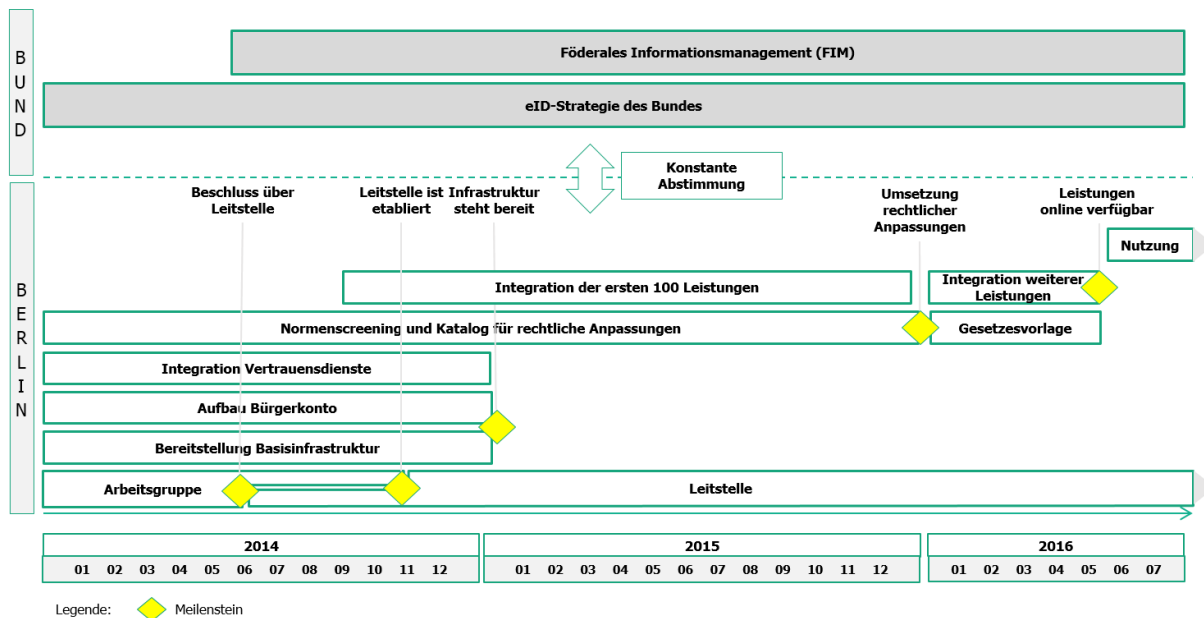 BUND
Föderales Informationsmanagement (FIM)
eID-Strategie des Bundes
Konstante
Abstimmung
BERLIN
Beschluss über
Leitstelle
Leitstelle ist
etabliert
Infrastruktur
steht bereit
Umsetzung
rechtlicher
Anpassungen
Leistungen
online verfügbar
Nutzung
Integration der ersten 100 Leistungen
Integration weiterer
Leistungen
Normenscreening und Katalog für rechtliche Anpassungen
Gesetzesvorlage
Integration Vertrauensdienste
Aufbau Bürgerkonto
Bereitstellung Basisinfrastruktur
Arbeitsgruppe
Leitstelle
2014
2015
2016
01 02 03 04 05 06 07 08 09 10 11 12
01 02 03 04 05 06 07 08 09 10 11 12
01 02 03 04 05 06 07
Legende:
Meilenstein